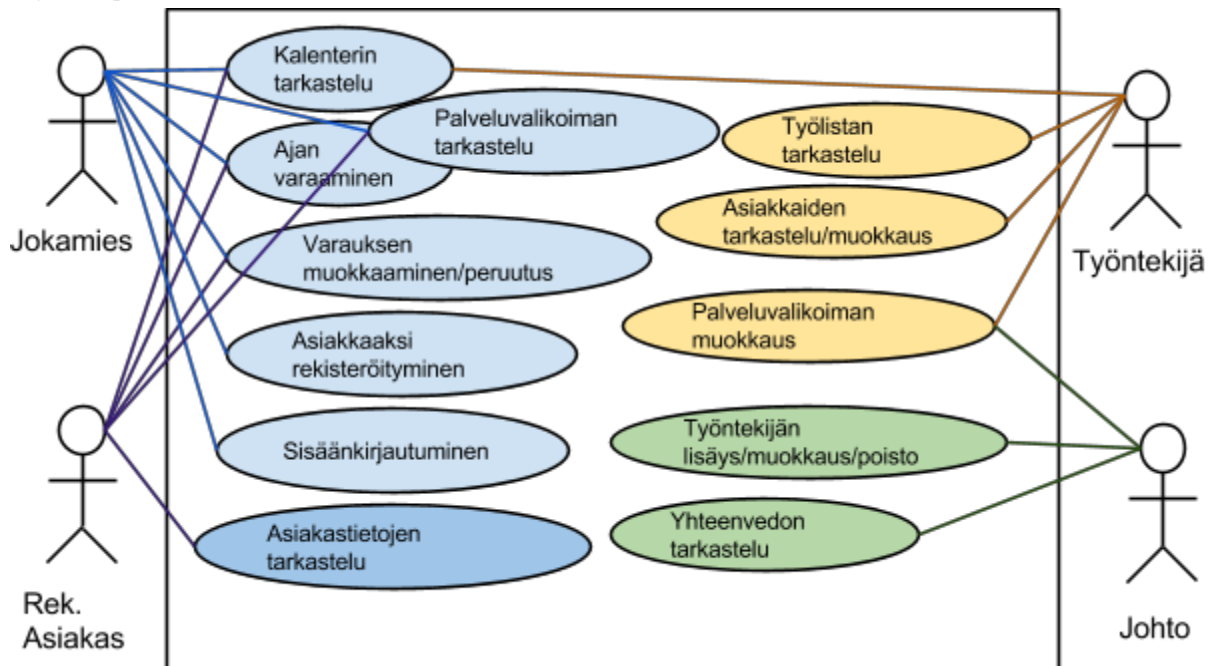 Kalenterin
tarkastelu
Palveluvalikoiman
tarkastelu
Ajan
varaaminen
Työlistan
tarkastelu
Jokamies
Asiakkaiden
tarkastelu/muokkaus
Varauksen
muokkaaminen/peruutus
Työntekijä
Palveluvalikoiman
muokkaus
Asiakkaaksi
rekisteröityminen
Sisäänkirjautuminen
Työntekijän
lisäys/muokkaus/poisto
Asiakastietojen
tarkastelu
Yhteenvedon
tarkastelu
Rek.
Asiakas
Johto